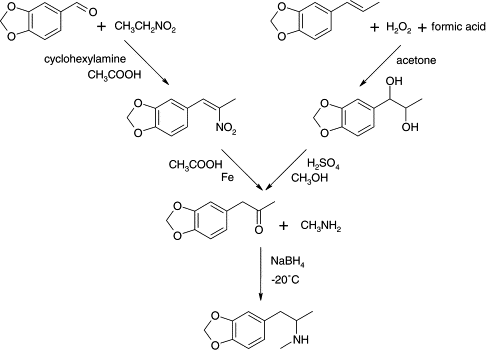 O
O
O
+ CH₃CH₂NO₂
O
O
+ H₂O₂ + formic acid
cyclohexylamine
CH₃COOH
acetone
O
O
NO₂
OH
O
O
OH
CH₃COOH
Fe
H₂SO₄
CH₃OH
O
O
O
+ CH₃NH₂
NaBH₄
-20˚C
O
O
NH